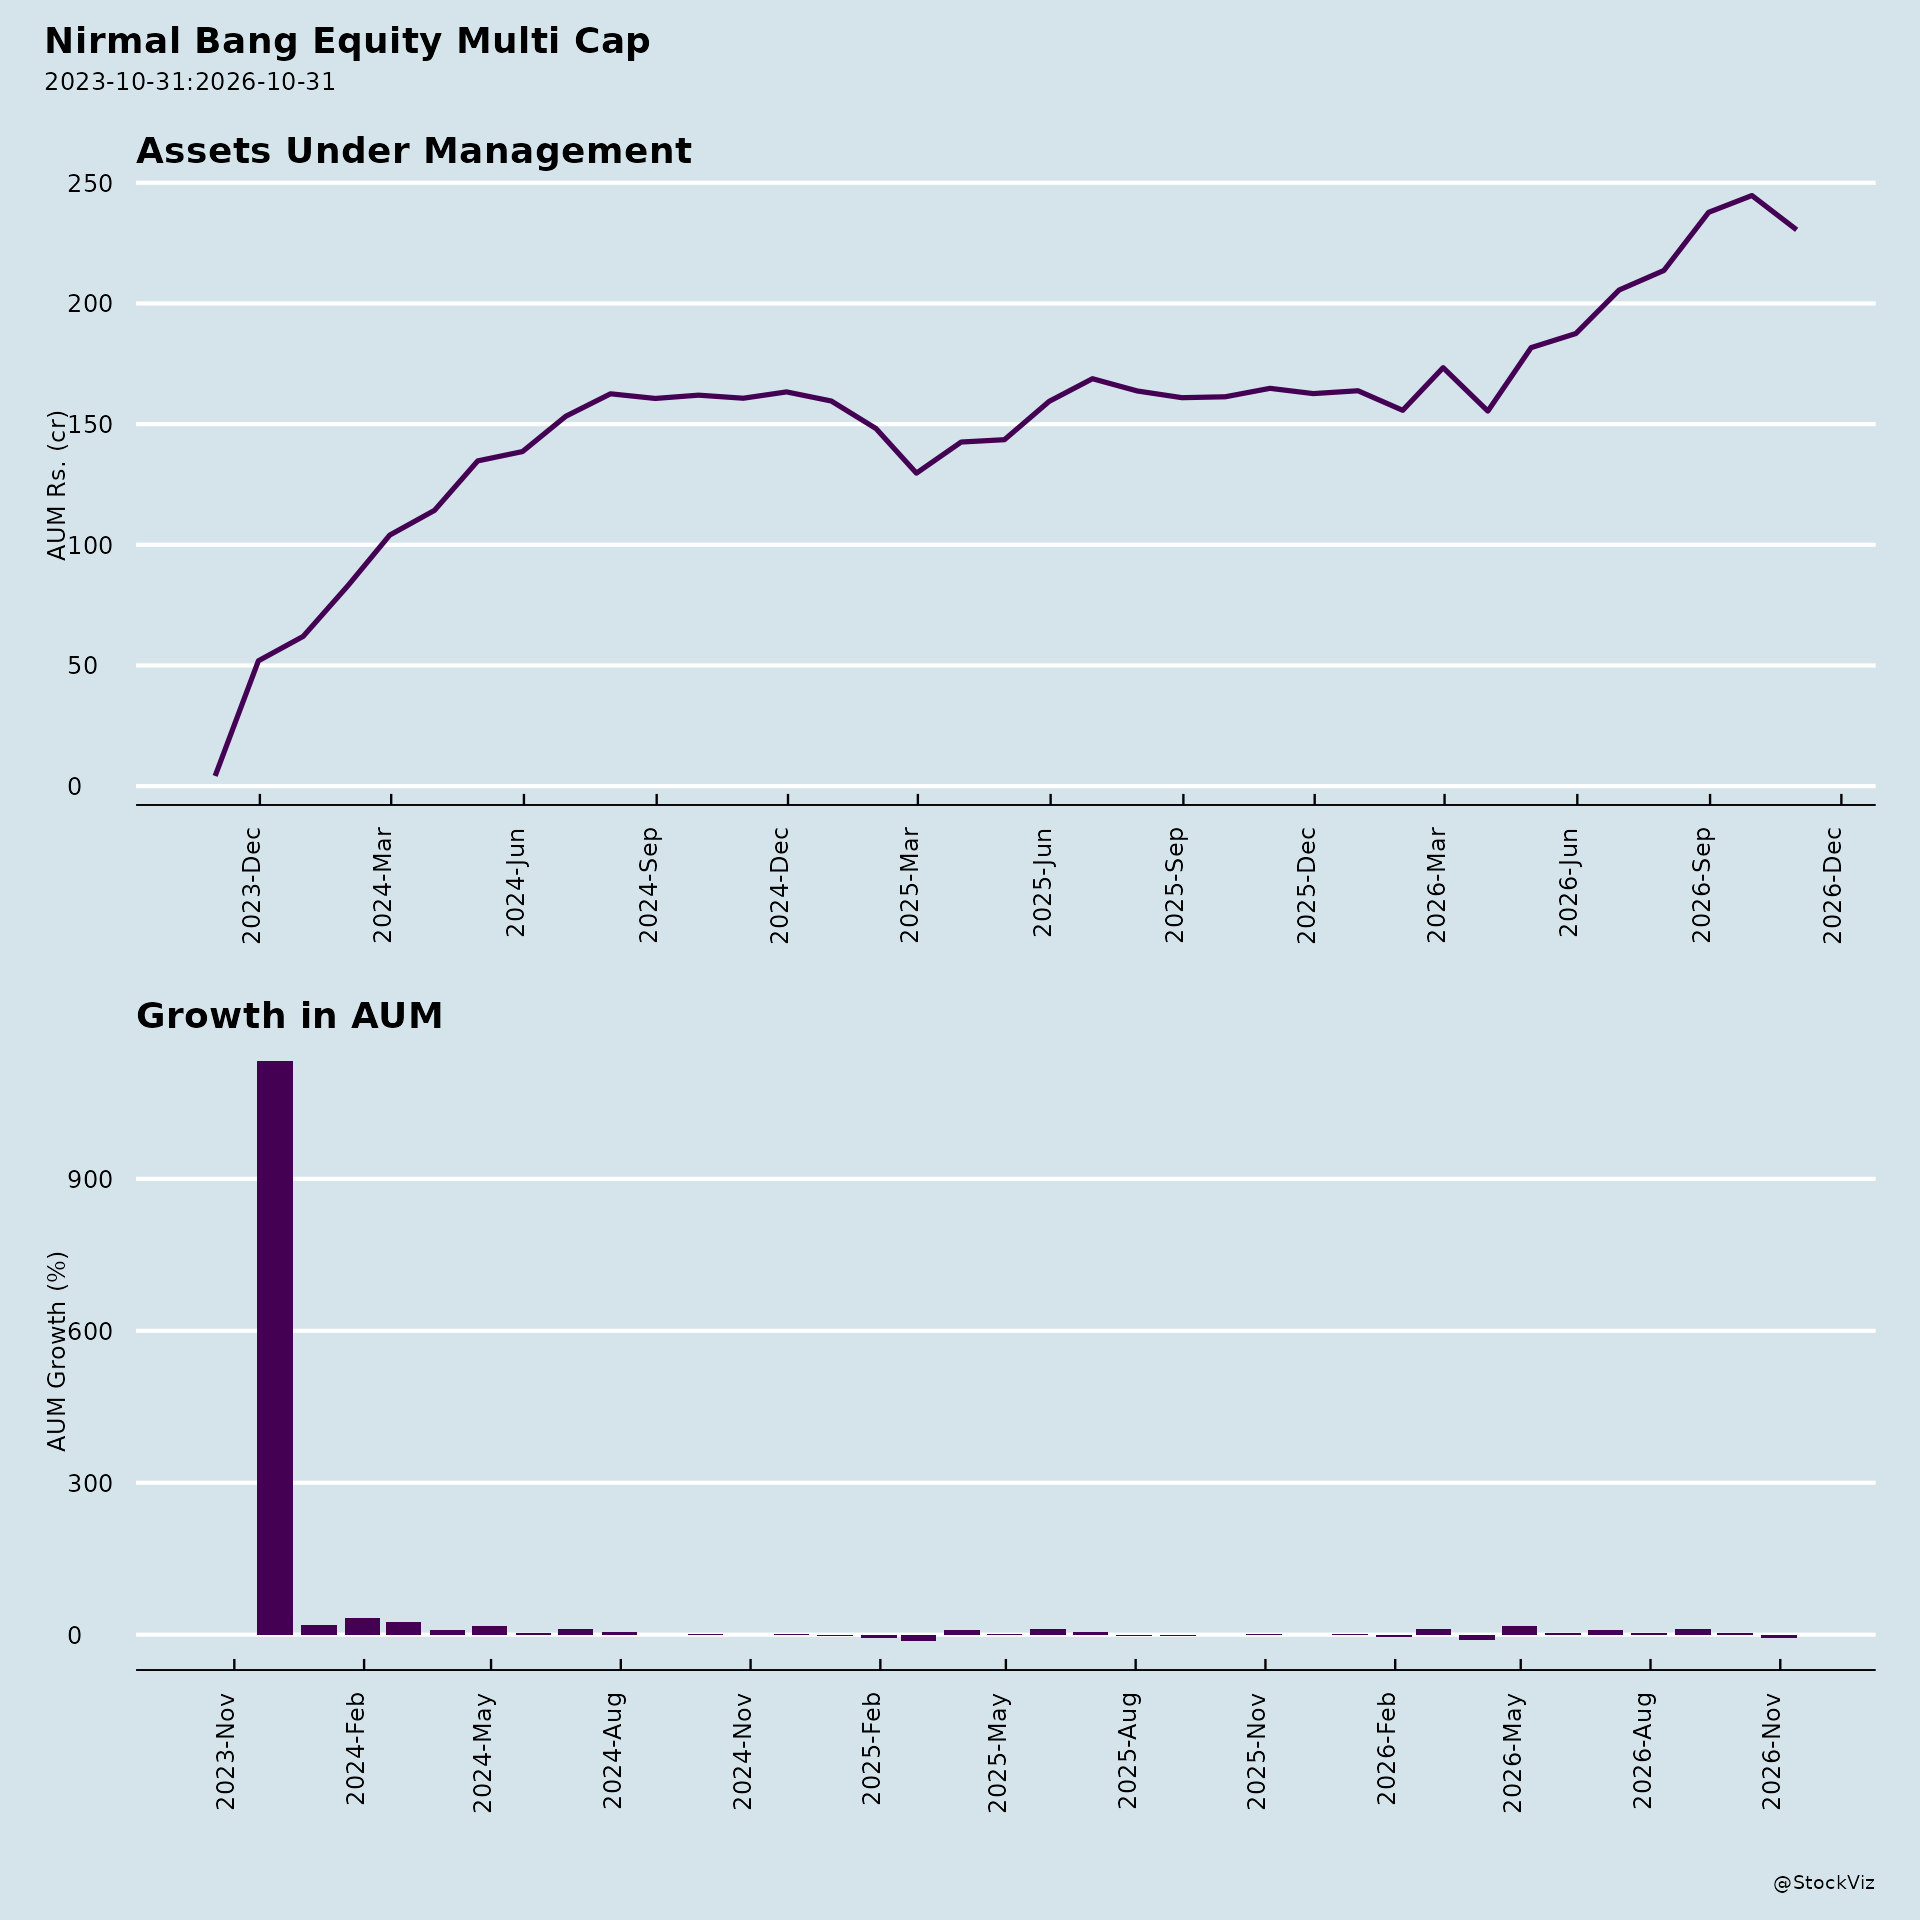 Nirmal Bang Equity Multi Cap
2023-10-31:2026-10-31
Assets Under Management
AUM Rs. (cr)
250
200
150
100
50
0
2023-Dec
2024-Mar
2024-Jun
2024-Sep
2024-Dec
2025-Mar
2025-Jun
2025-Sep
2025-Dec
2026-Mar
2026-Jun
2026-Sep
2026-Dec
Growth in AUM
AUM Growth (%)
900
600
300
0
2023-Nov
2024-Feb
2024-May
2024-Aug
2024-Nov
2025-Feb
2025-May
2025-Aug
2025-Nov
2026-Feb
2026-May
2026-Aug
2026-Nov
@StockViz